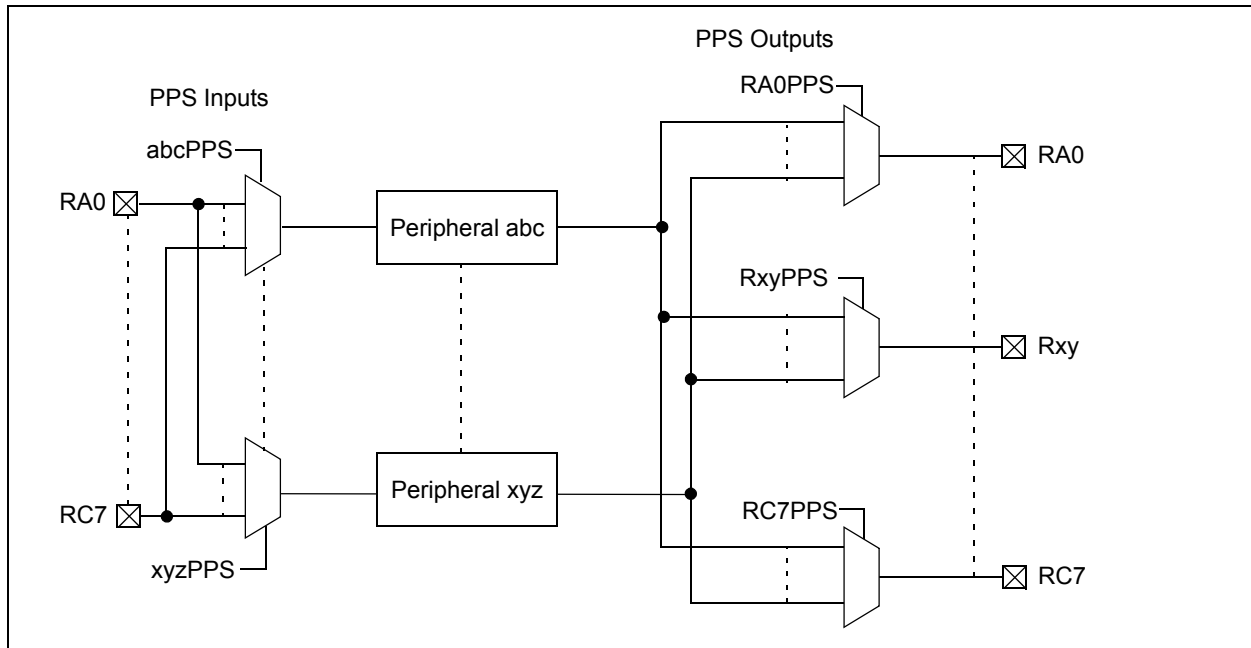 PPS Outputs
RA0PPS
PPS Inputs
abcPPS
RA0
RA0
Peripheral abc
RxyPPS
Rxy
Peripheral xyz
RC7
RC7PPS
xyzPPS
RC7